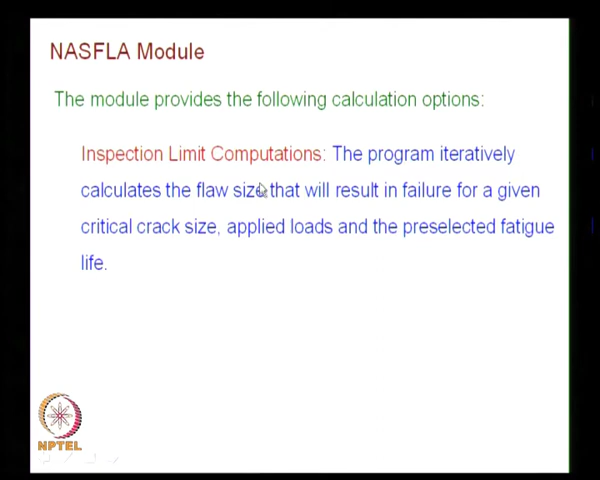 NASFLA Module
The module provides the following calculation options:
Inspection Limit Computations: The program iteratively
calculates the flaw size that will result in failure for a given
critical crack size, applied loads and the preselected fatigue
life.
NPTEL